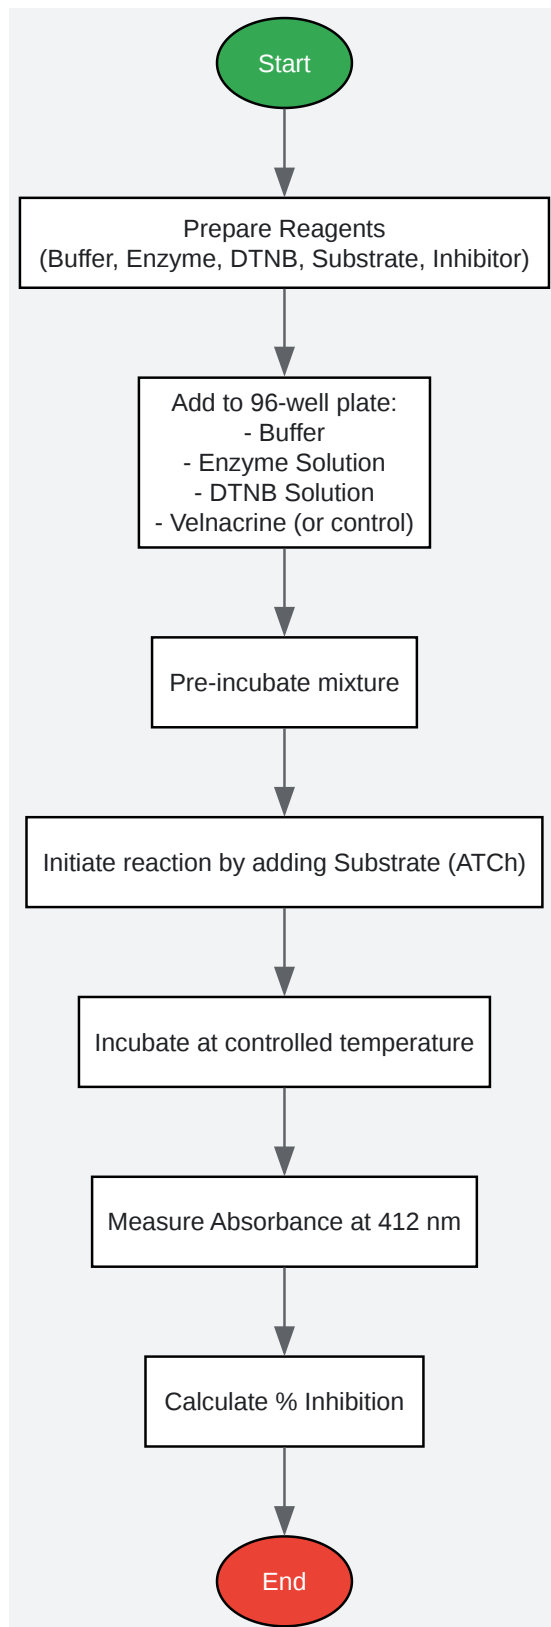 Start
Prepare Reagents
(Buffer, Enzyme, DTNB, Substrate, Inhibitor)
Add to 96-well plate:
- Buffer
- Enzyme Solution
- DTNB Solution
- Velnacrine (or control)
Pre-incubate mixture
Initiate reaction by adding Substrate (ATCh)
Incubate at controlled temperature
Measure Absorbance at 412 nm
Calculate % Inhibition
End